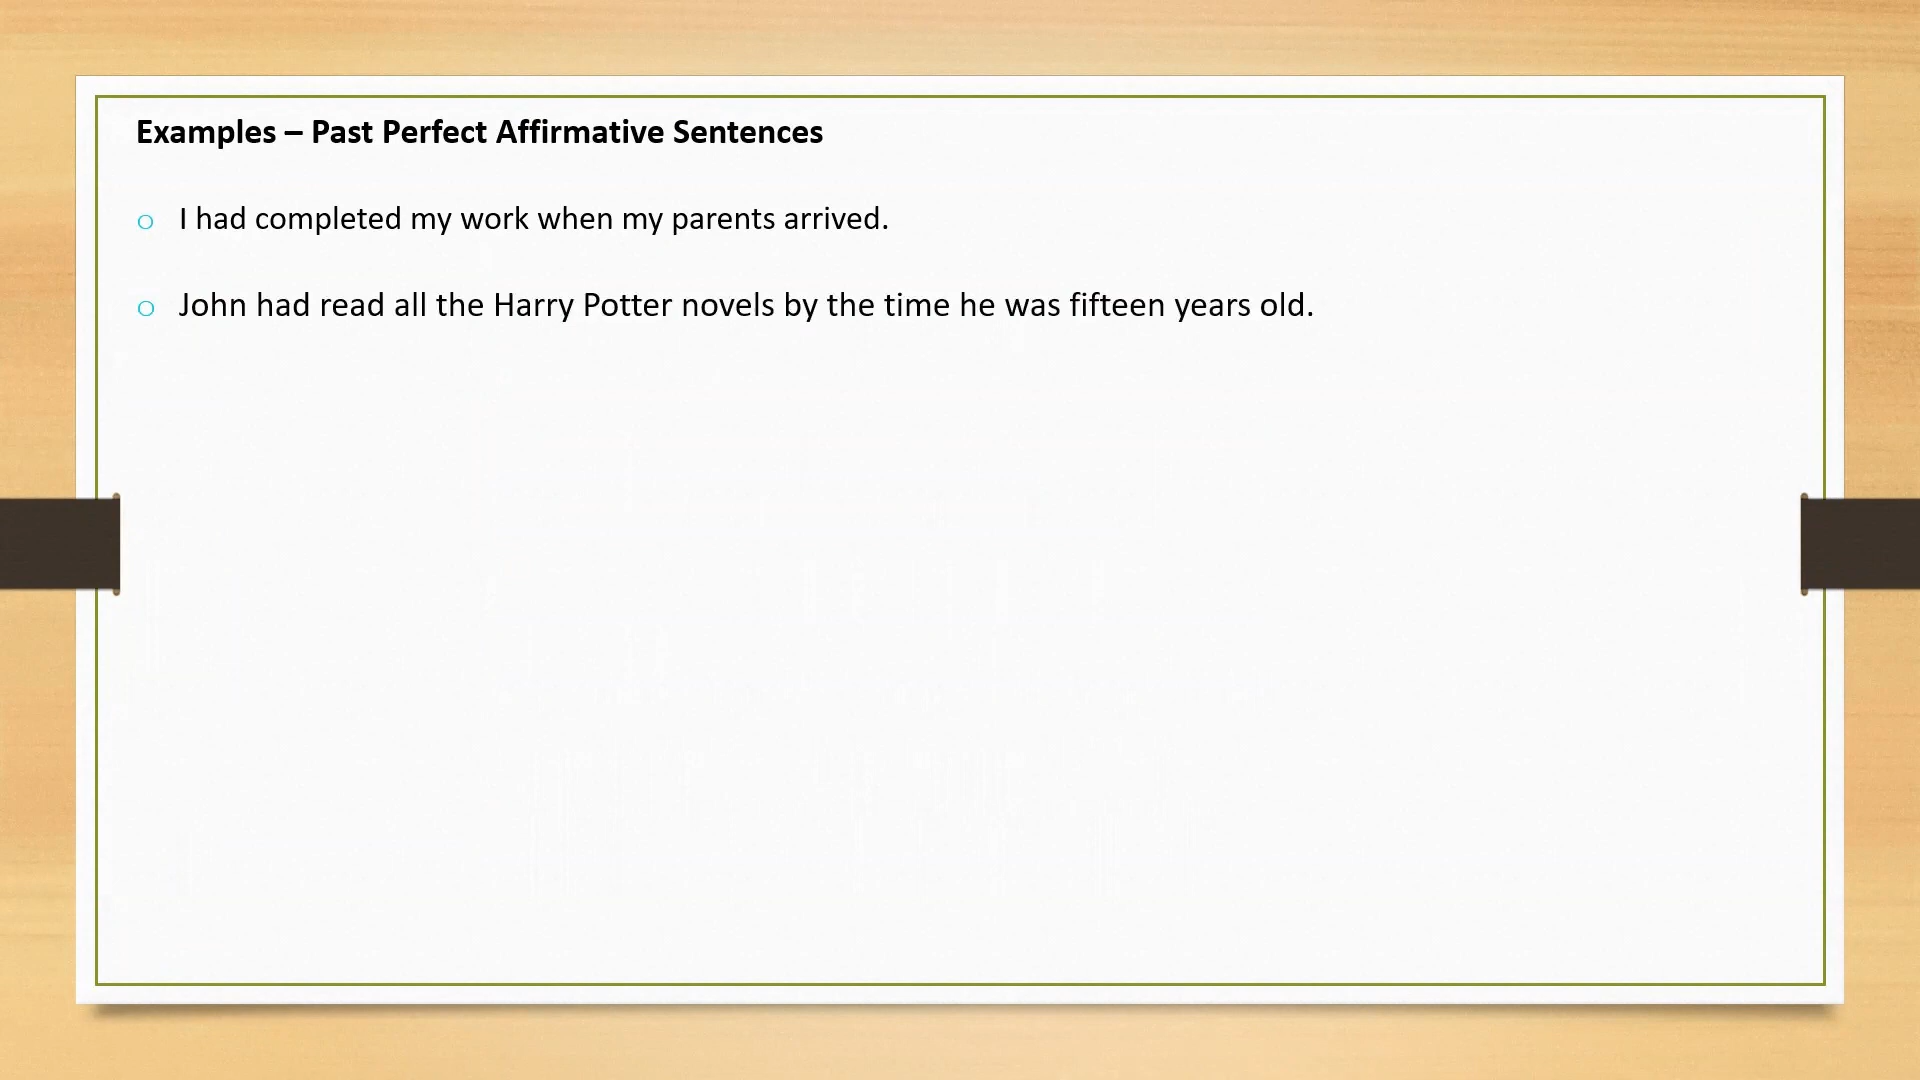 Examples – Past Perfect Affirmative Sentences
I had completed my work when my parents arrived.
John had read all the Harry Potter novels by the time he was fifteen years old.